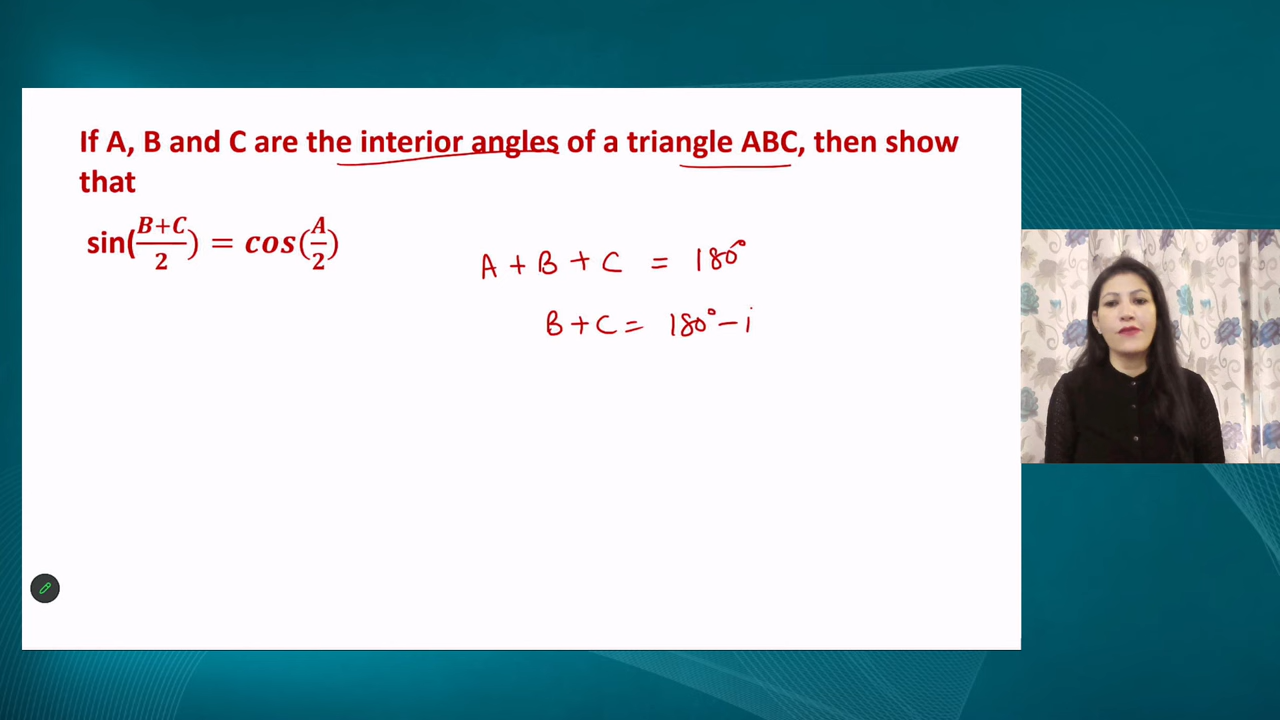 If A, B and C are the interior angles of a triangle ABC, then show
that
sin(B+C/2) = cos(A/2)
A + B + C = 180°
B + C = 180° -